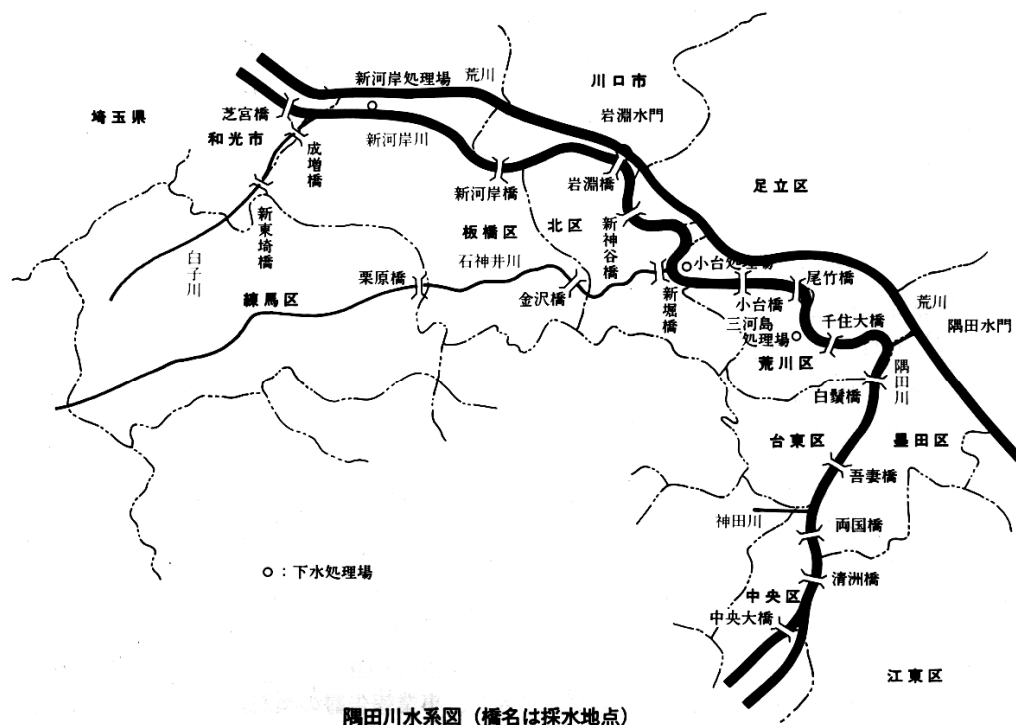 新河岸処理場
荒川
川口市
埼玉県
芝宮橋
岩淵水門
和光市
成増橋
新河岸川
新河岸橋
岩淵橋
足立区
新東埼橋
板橋区
北区
新神谷橋
白子川
石神井川
栗原橋
小台処理場
尾竹橋
練馬区
金沢橋
新堀橋
小台橋
荒川
三河島
処理場
千住大橋
隅田水門
荒川区
隅田川
白鬚橋
台東区
墨田区
吾妻橋
神田川
両国橋
○：下水処理場
清洲橋
中央区
中央大橋
江東区
隅田川水系図（橋名は採水地点）